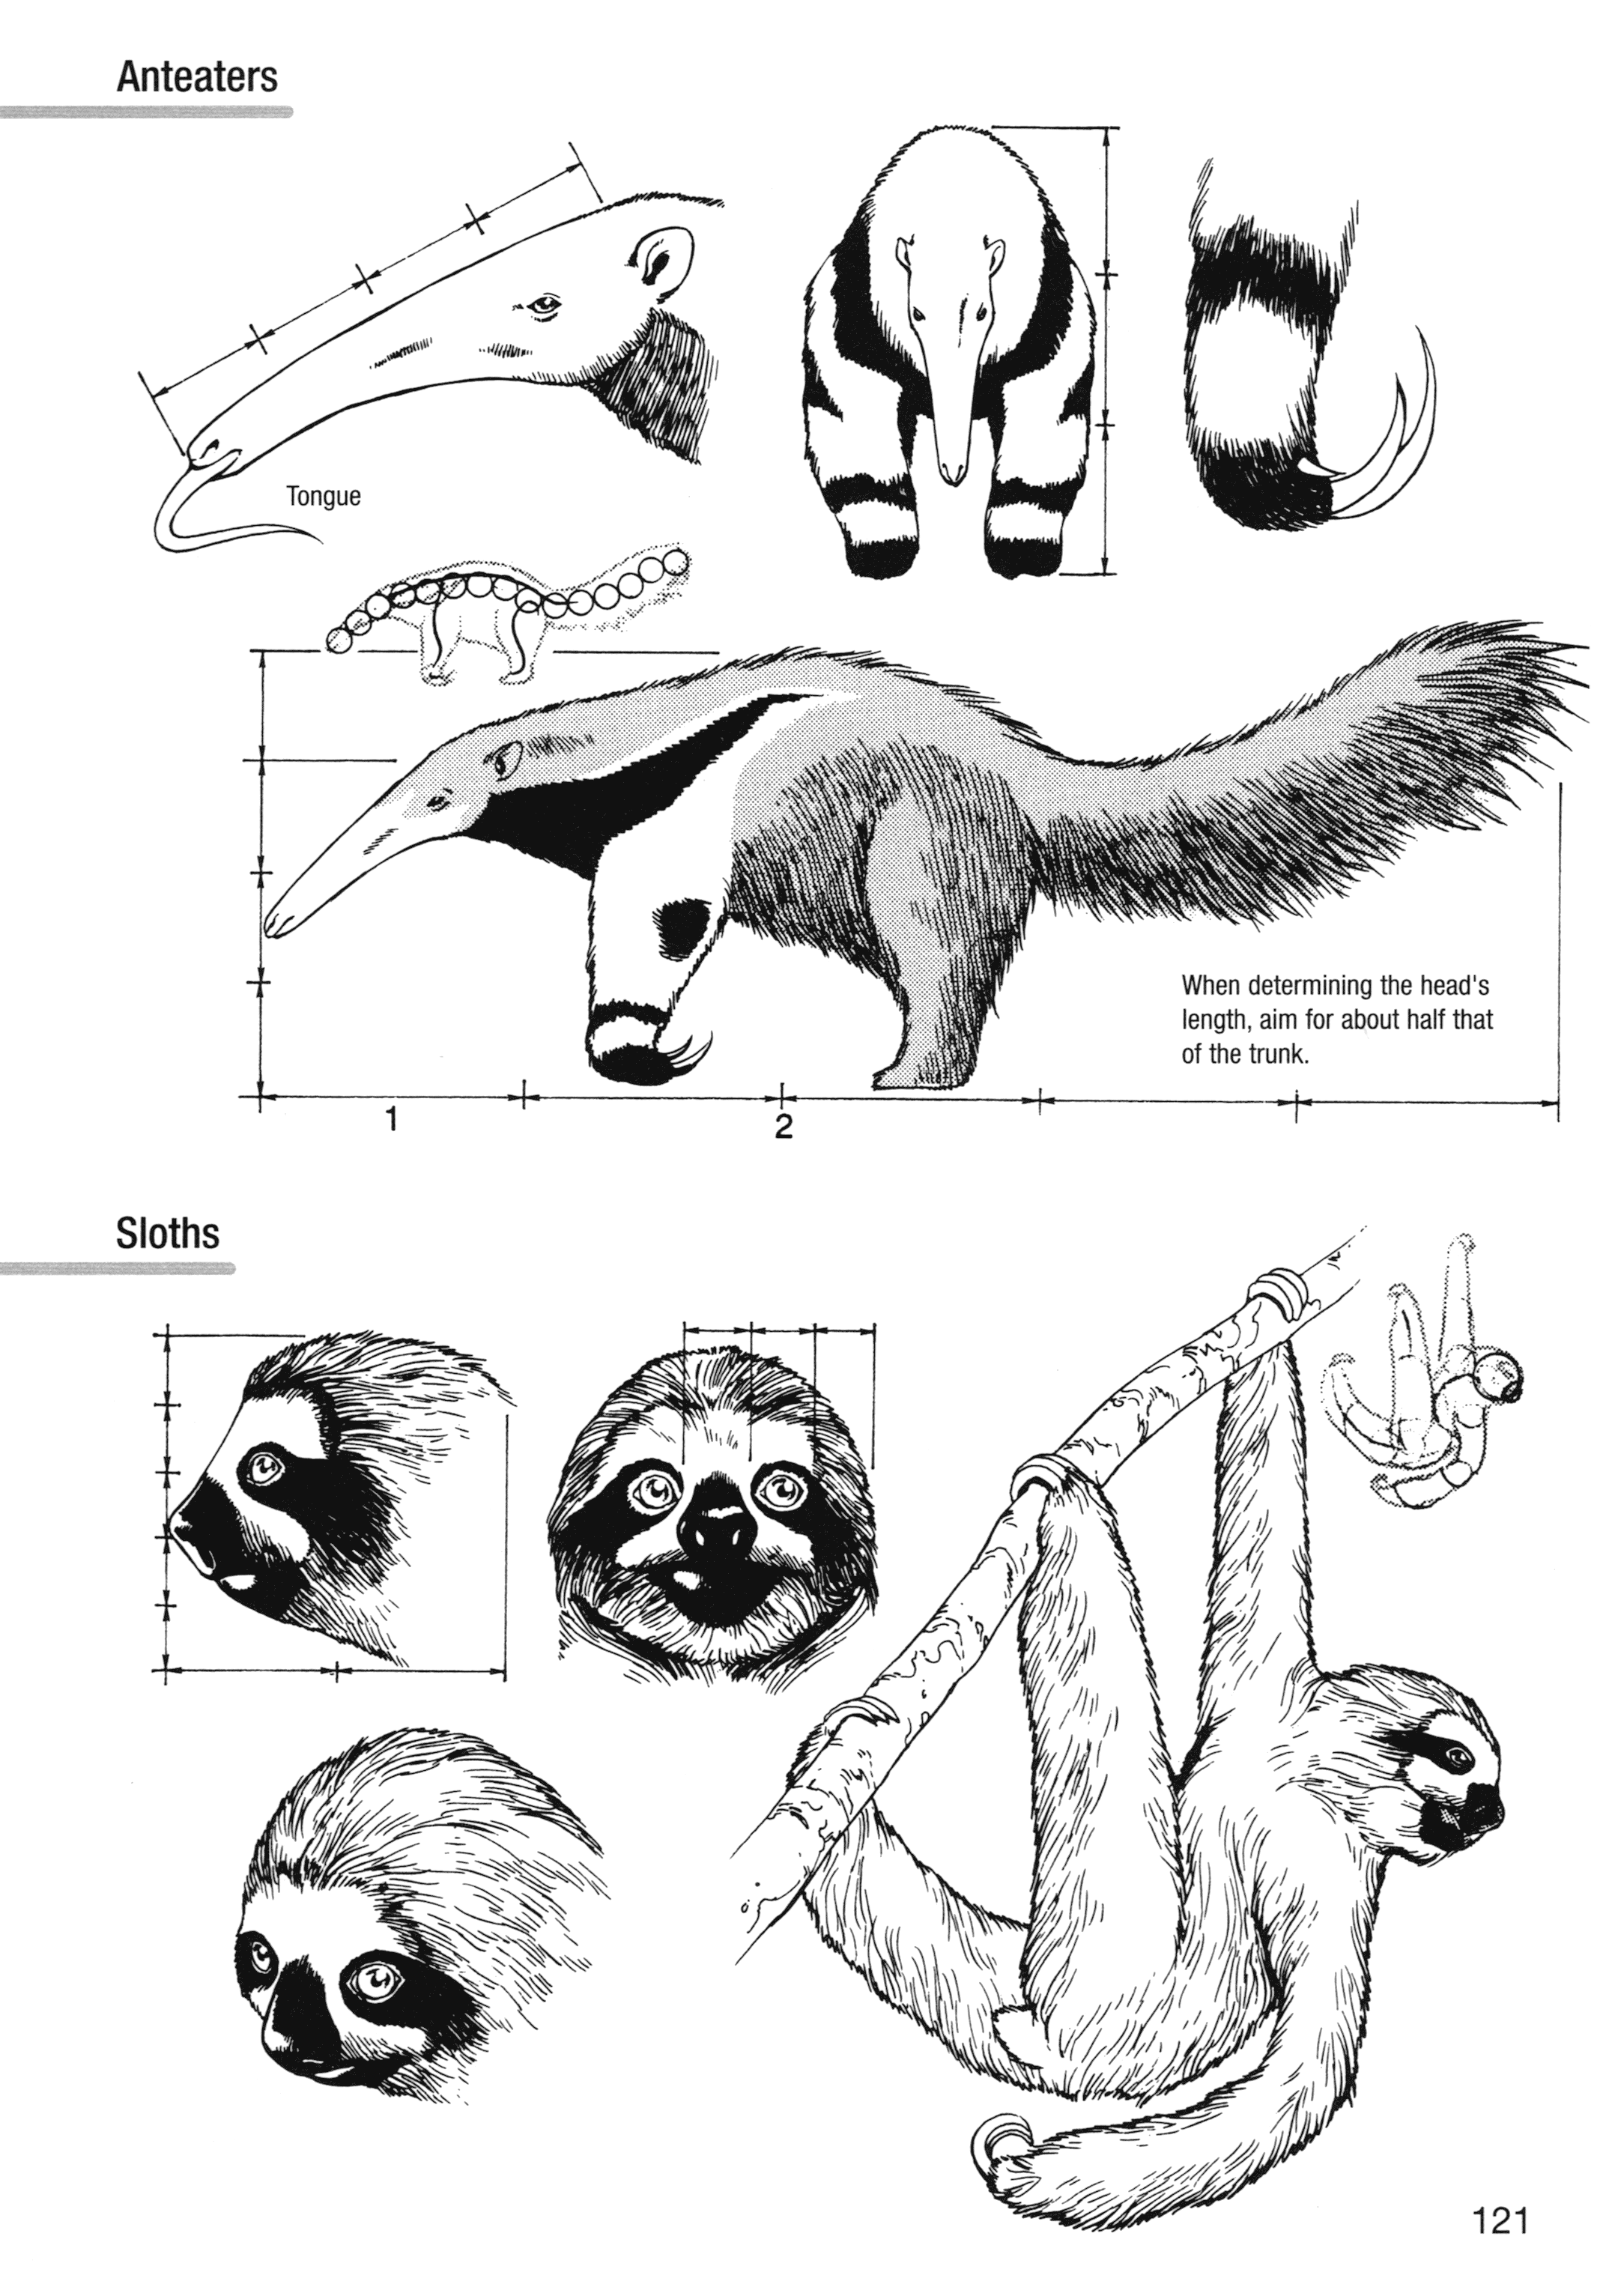 Anteaters
Tongue
When determining the head's
length, aim for about half that
of the trunk.
1
2
Sloths
121